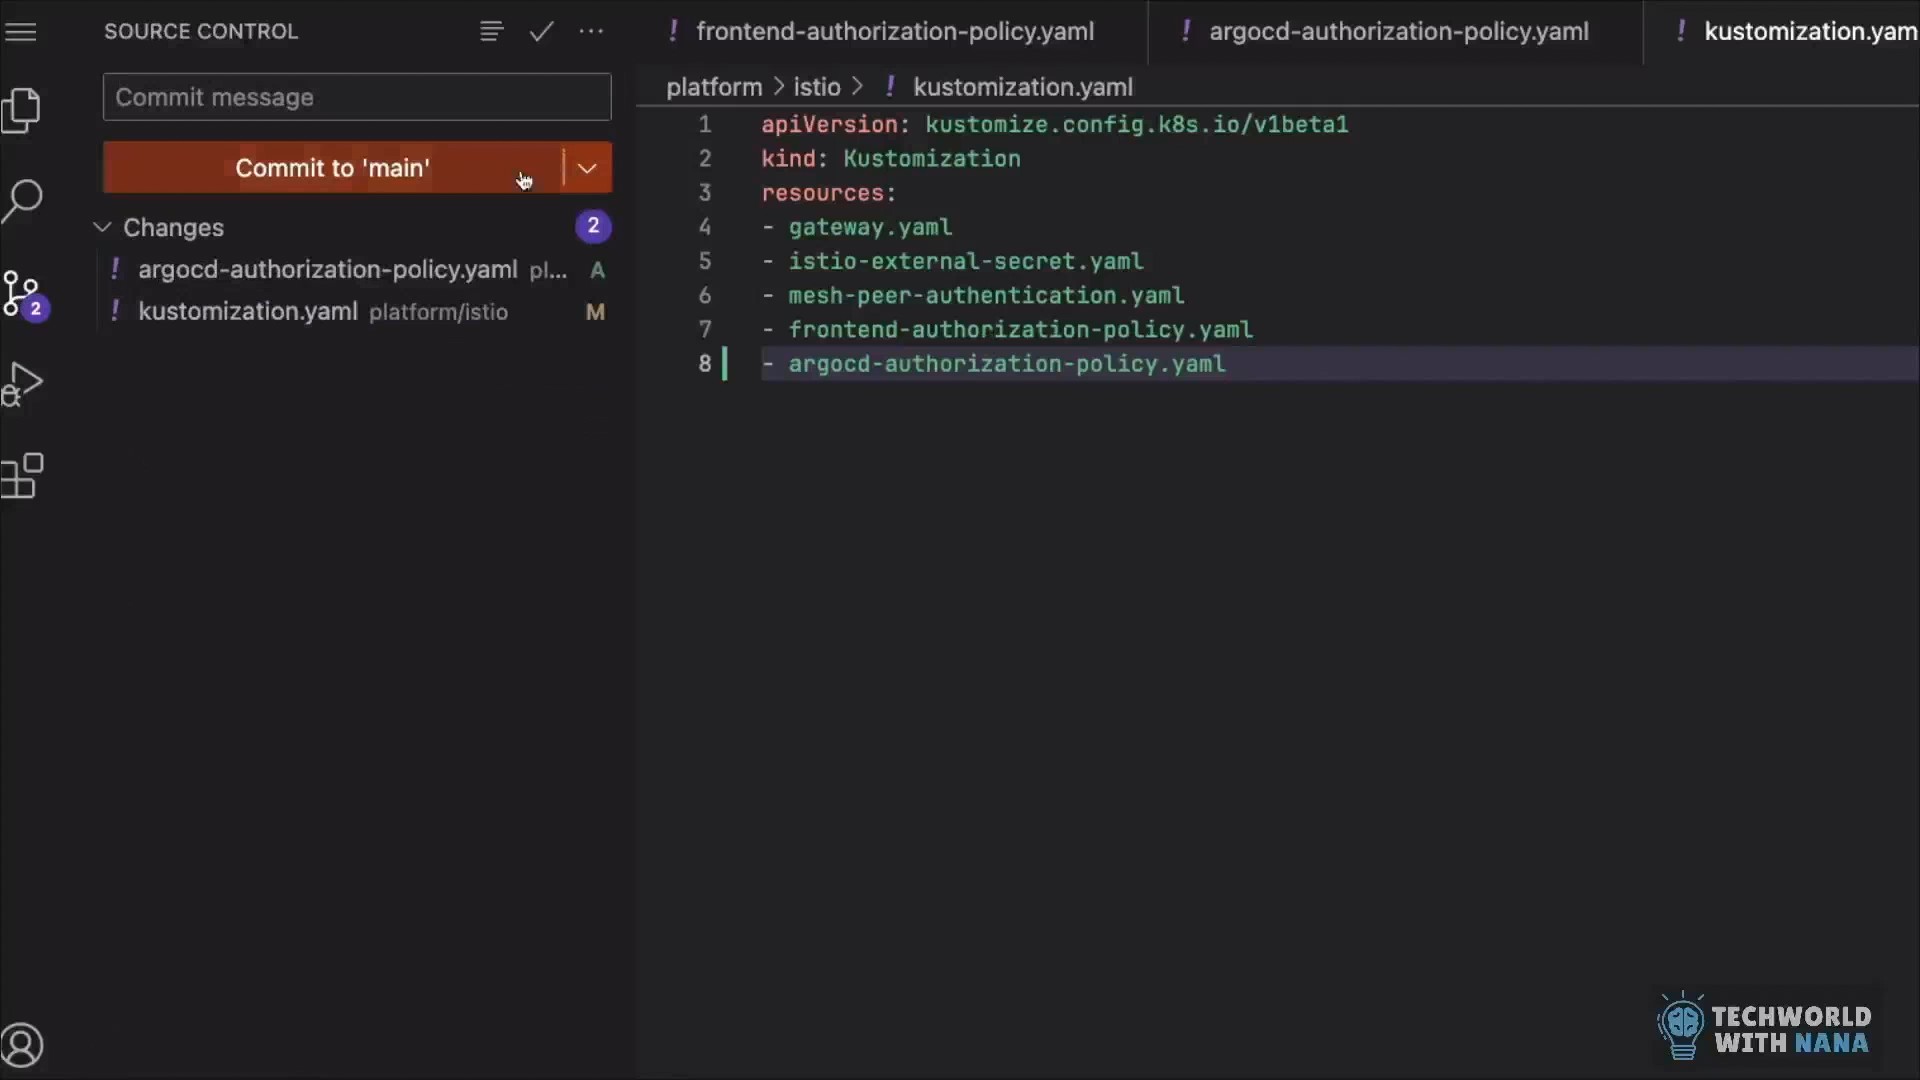 SOURCE CONTROL
Commit message
Commit to 'main'
Changes 2
! argocd-authorization-policy.yaml pl... A
! kustomization.yaml platform/istio M
2
! frontend-authorization-policy.yaml ! argocd-authorization-policy.yaml ! kustomization.yam
platform > istio > ! kustomization.yaml
1 apiVersion: kustomize.config.k8s.io/v1beta1
2 kind: Kustomization
3 resources:
4 - gateway.yaml
5 - istio-external-secret.yaml
6 - mesh-peer-authentication.yaml
7 - frontend-authorization-policy.yaml
8 - argocd-authorization-policy.yaml
TECHWORLD
WITH NANA